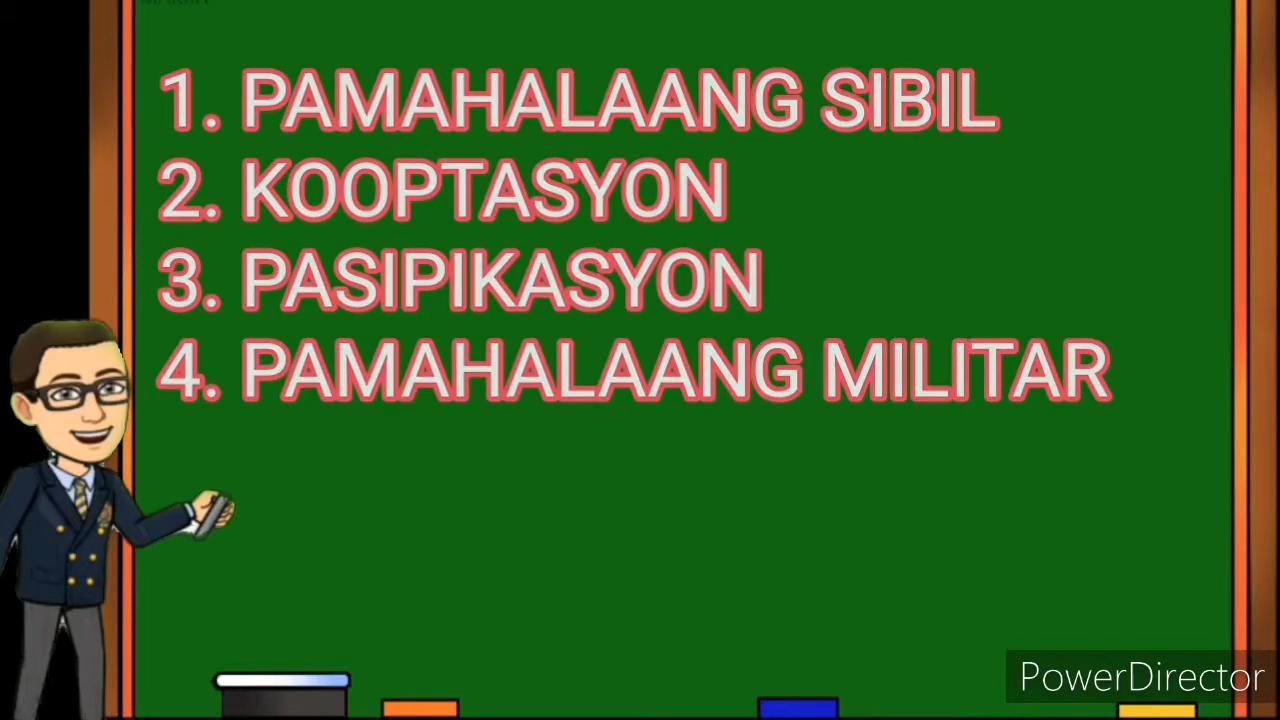 1. PAMAHALAANG SIBIL
2. KOOPTASYON
3. PASIPIKASYON
4. PAMAHALAANG MILITAR
PowerDirector